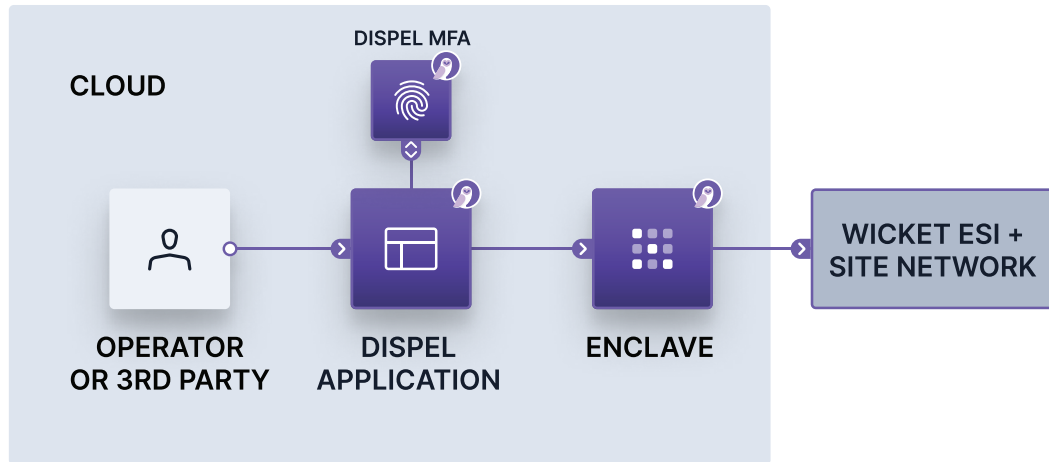 DISPEL MFA
CLOUD
WICKET ESI +
SITE NETWORK
OPERATOR
OR 3RD PARTY
DISPEL
APPLICATION
ENCLAVE